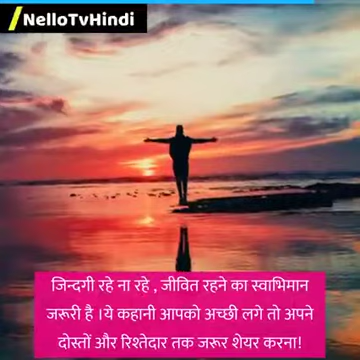 NelloTvHindi
जिन्दगी रहे ना रहे , जीवित रहने का स्वाभिमान
जरूरी है ।ये कहानी आपको अच्छी लगे तो अपने
दोस्तों और रिश्तेदार तक जरूर शेयर करना!